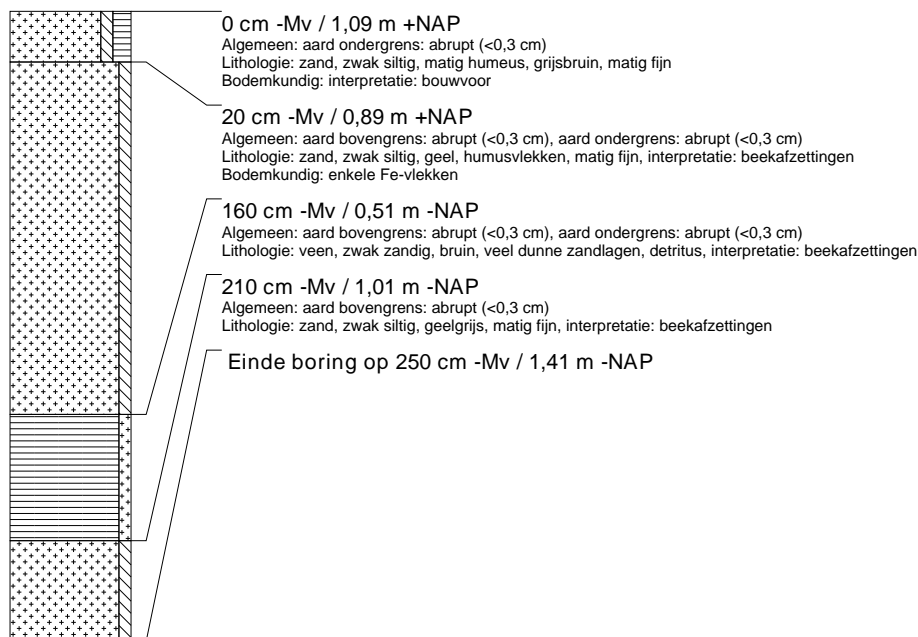 0 cm -Mv / 1,09 m +NAP
Algemeen: aard ondergrens: abrupt (<0,3 cm)
Lithologie: zand, zwak siltig, matig humeus, grijsbruin, matig fijn
Bodemkundig: interpretatie: bouwvoor
20 cm -Mv / 0,89 m +NAP
Algemeen: aard bovengrens: abrupt (<0,3 cm), aard ondergrens: abrupt (<0,3 cm)
Lithologie: zand, zwak siltig, geel, humusvlekken, matig fijn, interpretatie: beekafzettingen
Bodemkundig: enkele Fe-vlekken
160 cm -Mv / 0,51 m -NAP
Algemeen: aard bovengrens: abrupt (<0,3 cm), aard ondergrens: abrupt (<0,3 cm)
Lithologie: veen, zwak zandig, bruin, veel dunne zandlagen, detritus, interpretatie: beekafzettingen
210 cm -Mv / 1,01 m -NAP
Algemeen: aard bovengrens: abrupt (<0,3 cm)
Lithologie: zand, zwak siltig, geelgrijs, matig fijn, interpretatie: beekafzettingen
Einde boring op 250 cm -Mv / 1,41 m -NAP